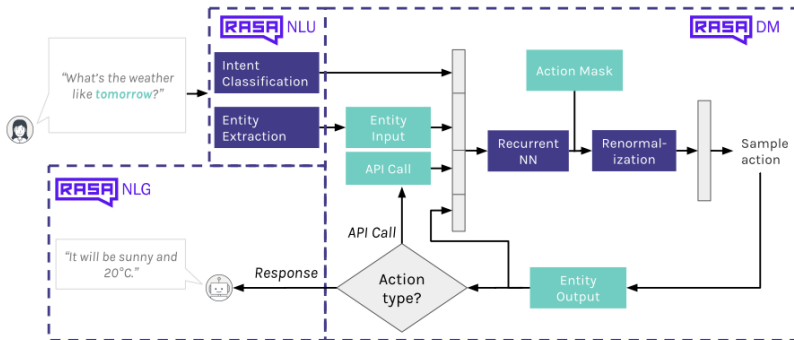 RASA NLU
RASA DM
"What's the weather
like tomorrow?"
Intent
Classification
Entity
Extraction
Entity
Input
API Call
Action Mask
Recurrent
NN
Renormal-
ization
Sample
action
RASA NLG
"It will be sunny and
20°C."
Response
API Call
Action
type?
Entity
Output